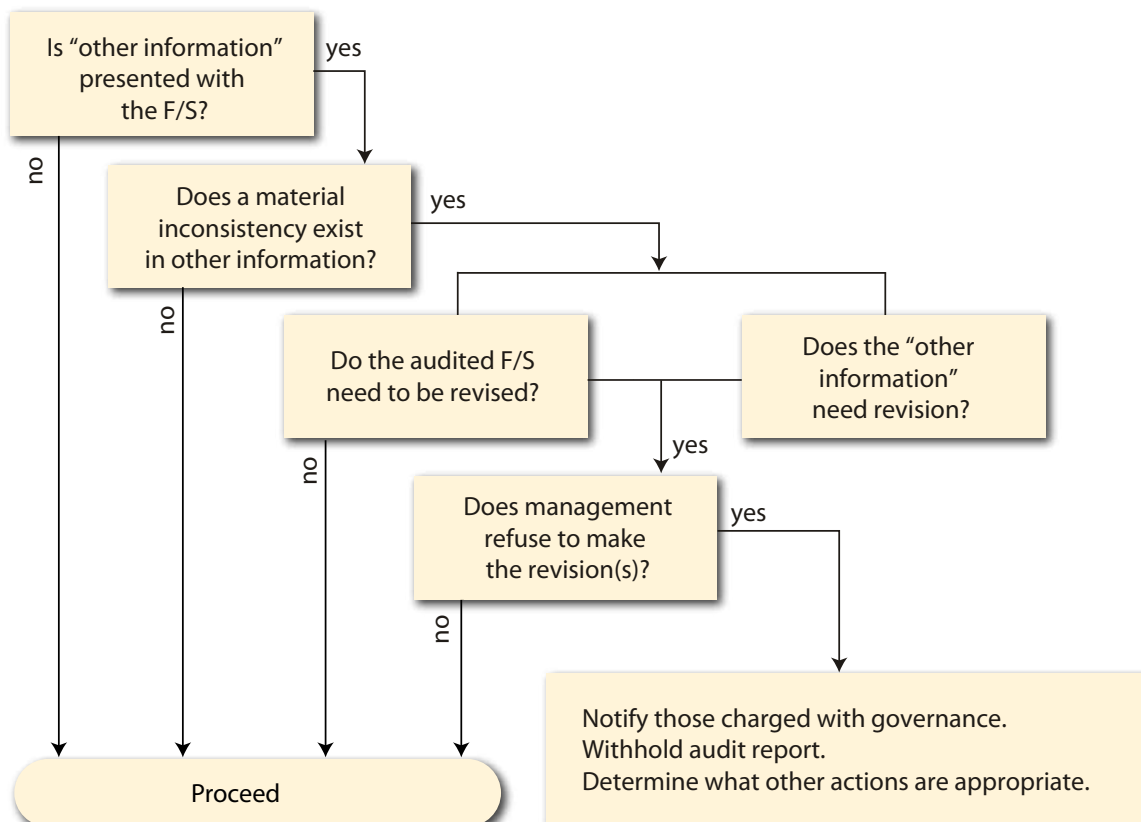 Is “other information”
presented with
the F/S?
yes
no
Does a material
inconsistency exist
in other information?
yes
no
Do the audited F/S
need to be revised?
Does the “other
information”
need revision?
no
yes
Does management
refuse to make
the revision(s)?
yes
no
Notify those charged with governance.
Withhold audit report.
Determine what other actions are appropriate.
Proceed